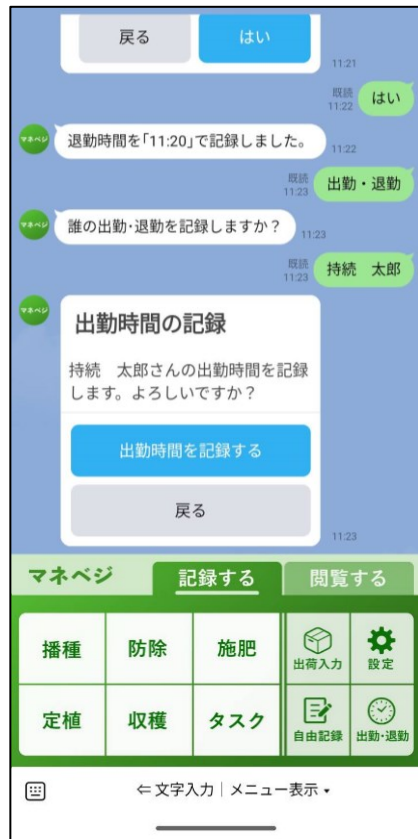 戻る
はい
11:21
既読
11:22
はい
マネベジ
退勤時間を「11:20」で記録しました。
11:22
既読
11:23
出勤・退勤
マネベジ
誰の出勤・退勤を記録しますか？
11:23
既読
11:23
持続　太郎
マネベジ
出勤時間の記録
持続　太郎さんの出勤時間を記録
します。よろしいですか？
出勤時間を記録する
戻る
11:23
マネベジ
記録する
閲覧する
播種
防除
施肥
出荷入力
設定
定植
収穫
タスク
自由記録
出勤・退勤
⇐ 文字入力｜メニュー表示 ▾